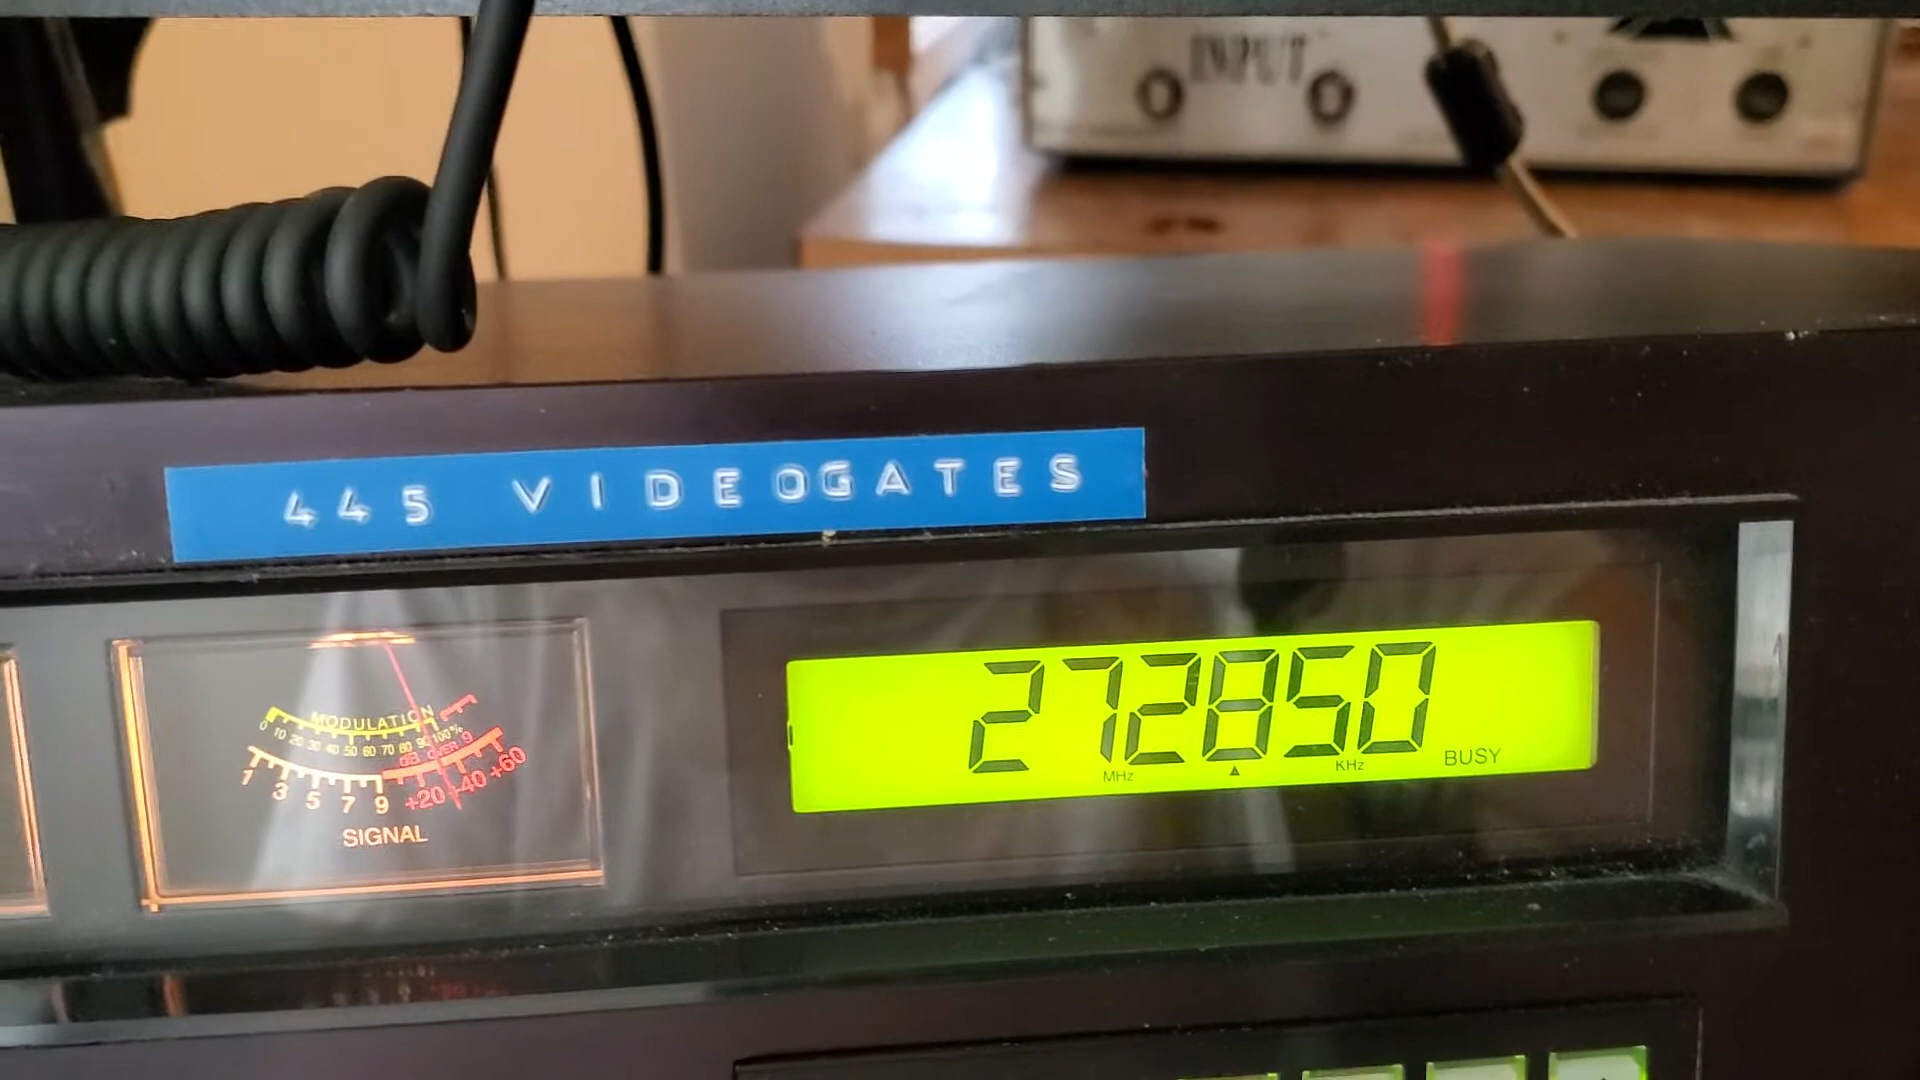 INPUT
445 VIDEOGATES
MODULATION
0 10 20 30 40 50 60 70 80 90 100%
dB OVER 9
1 3 5 7 9 +20 +40 +60
SIGNAL
272850
MHz KHz BUSY